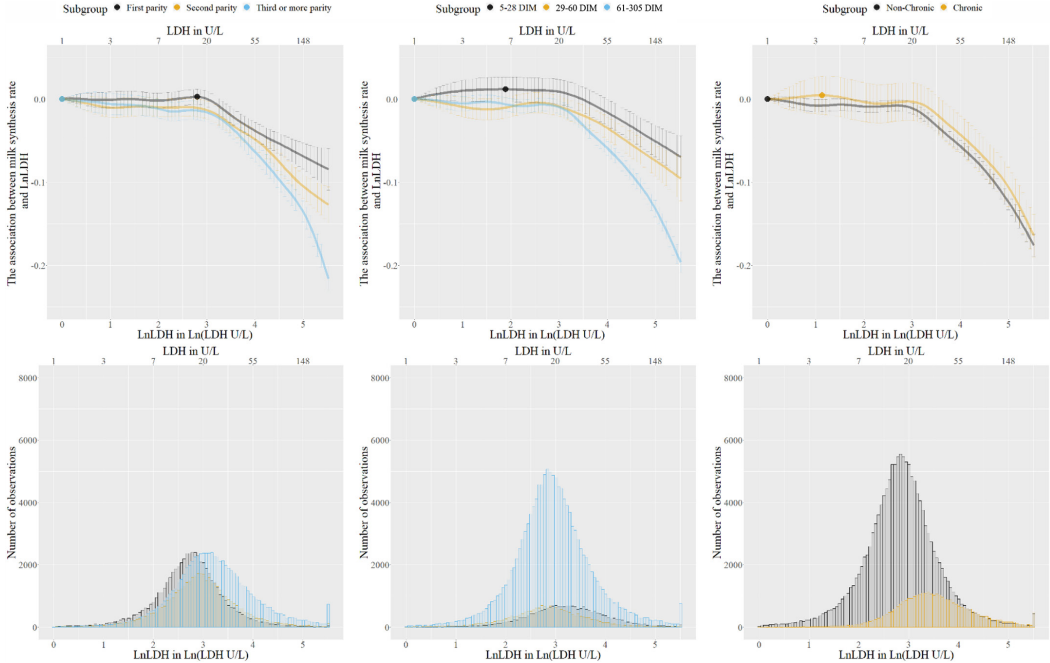 Subgroup First parity Second parity Third or more parity
LDH in U/L
1 3 7 20 55 148
0.0
-0.1
-0.2
The association between milk synthesis rate
and LnLDH
0 1 2 3 4 5
LnLDH in Ln(LDH U/L)
Subgroup 5-28 DIM 29-60 DIM 61-305 DIM
LDH in U/L
1 3 7 20 55 148
0.0
-0.1
-0.2
The association between milk synthesis rate
and LnLDH
0 1 2 3 4 5
LnLDH in Ln(LDH U/L)
Subgroup Non-Chronic Chronic
LDH in U/L
1 3 7 20 55 148
0.0
-0.1
-0.2
The association between milk synthesis rate
and LnLDH
0 1 2 3 4 5
LnLDH in Ln(LDH U/L)
LDH in U/L
1 3 7 20 55 148
8000
6000
4000
2000
0
Number of observations
0 1 2 3 4 5
LnLDH in Ln(LDH U/L)
LDH in U/L
1 3 7 20 55 148
8000
6000
4000
2000
0
Number of observations
0 1 2 3 4 5
LnLDH in Ln(LDH U/L)
LDH in U/L
1 3 7 20 55 148
8000
6000
4000
2000
0
Number of observations
0 1 2 3 4 5
LnLDH in Ln(LDH U/L)